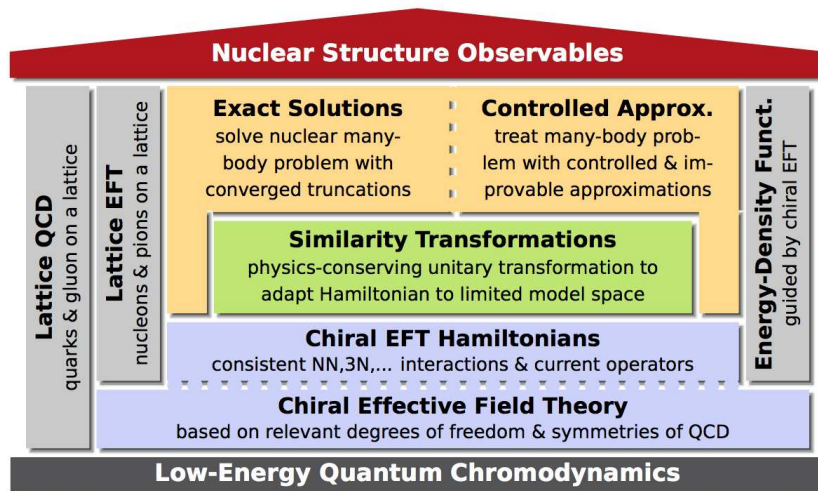 Nuclear Structure Observables
Lattice QCD
quarks & gluon on a lattice
Lattice EFT
nucleons & pions on a lattice
Exact Solutions
solve nuclear many-
body problem with
converged truncations
Controlled Approx.
treat many-body prob-
lem with controlled & im-
provable approximations
Energy-Density Funct.
guided by chiral EFT
Similarity Transformations
physics-conserving unitary transformation to
adapt Hamiltonian to limited model space
Chiral EFT Hamiltonians
consistent NN,3N,... interactions & current operators
Chiral Effective Field Theory
based on relevant degrees of freedom & symmetries of QCD
Low-Energy Quantum Chromodynamics